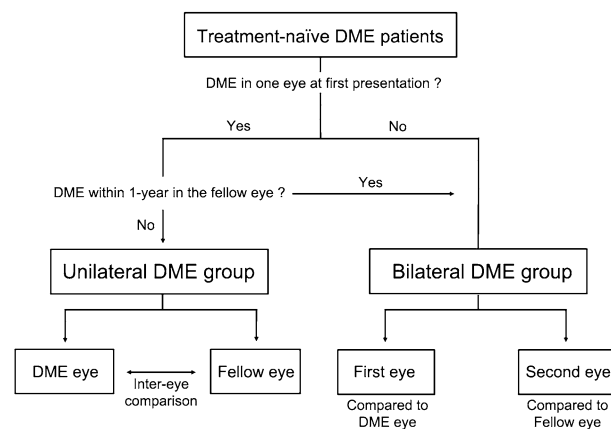 Treatment-naïve DME patients
DME in one eye at first presentation ?
Yes
No
DME within 1-year in the fellow eye ?
Yes
No
Unilateral DME group
Bilateral DME group
DME eye
Inter-eye
comparison
Fellow eye
First eye
Second eye
Compared to
DME eye
Compared to
Fellow eye